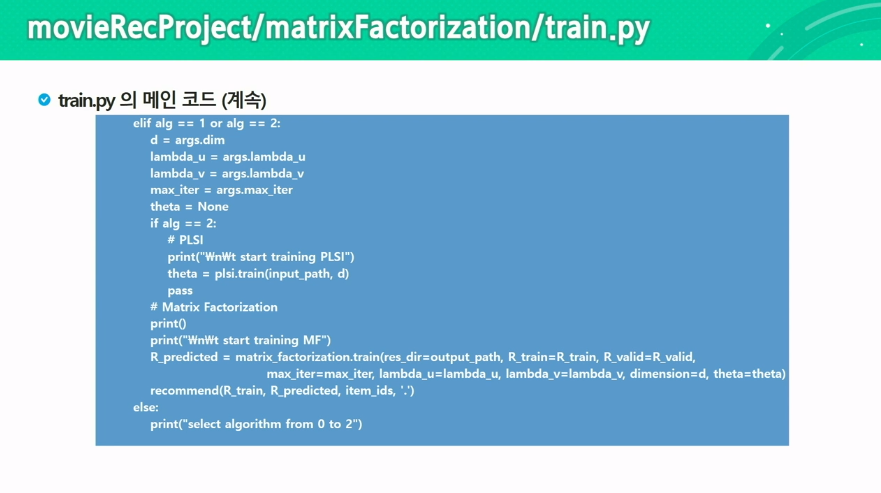 movieRecProject/matrixFactorization/train.py
train.py 의 메인 코드 (계속)
elif alg == 1 or alg == 2:
d = args.dim
lambda_u = args.lambda_u
lambda_v = args.lambda_v
max_iter = args.max_iter
theta = None
if alg == 2:
# PLSI
print("₩n₩t start training PLSI")
theta = plsi.train(input_path, d)
pass
# Matrix Factorization
print()
print("₩n₩t start training MF")
R_predicted = matrix_factorization.train(res_dir=output_path, R_train=R_train, R_valid=R_valid,
max_iter=max_iter, lambda_u=lambda_u, lambda_v=lambda_v, dimension=d, theta=theta)
recommend(R_train, R_predicted, item_ids, '.')
else:
print("select algorithm from 0 to 2")